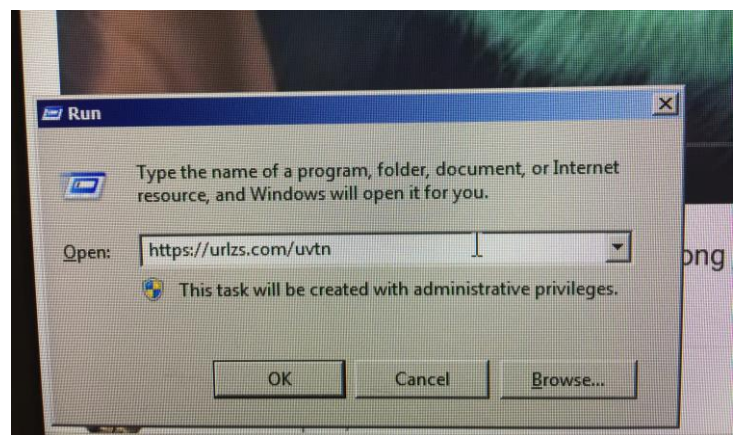 Run
Type the name of a program, folder, document, or Internet
resource, and Windows will open it for you.
Open: https://urlzs.com/uvtn
This task will be created with administrative privileges.
OK Cancel Browse...